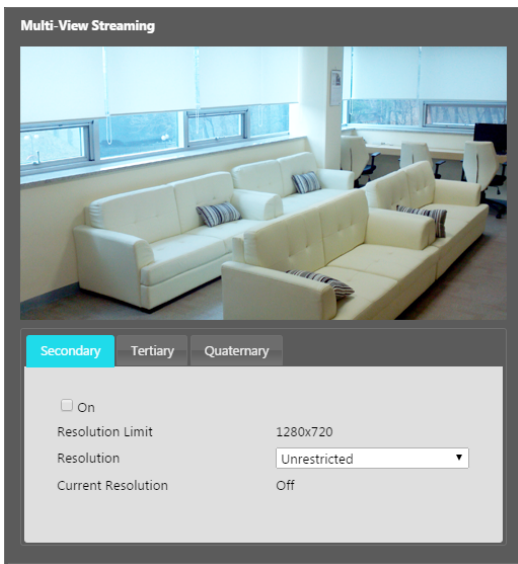 Multi-View Streaming
Secondary Tertiary Quaternary
On
Resolution Limit 1280x720
Resolution Unrestricted
Current Resolution Off